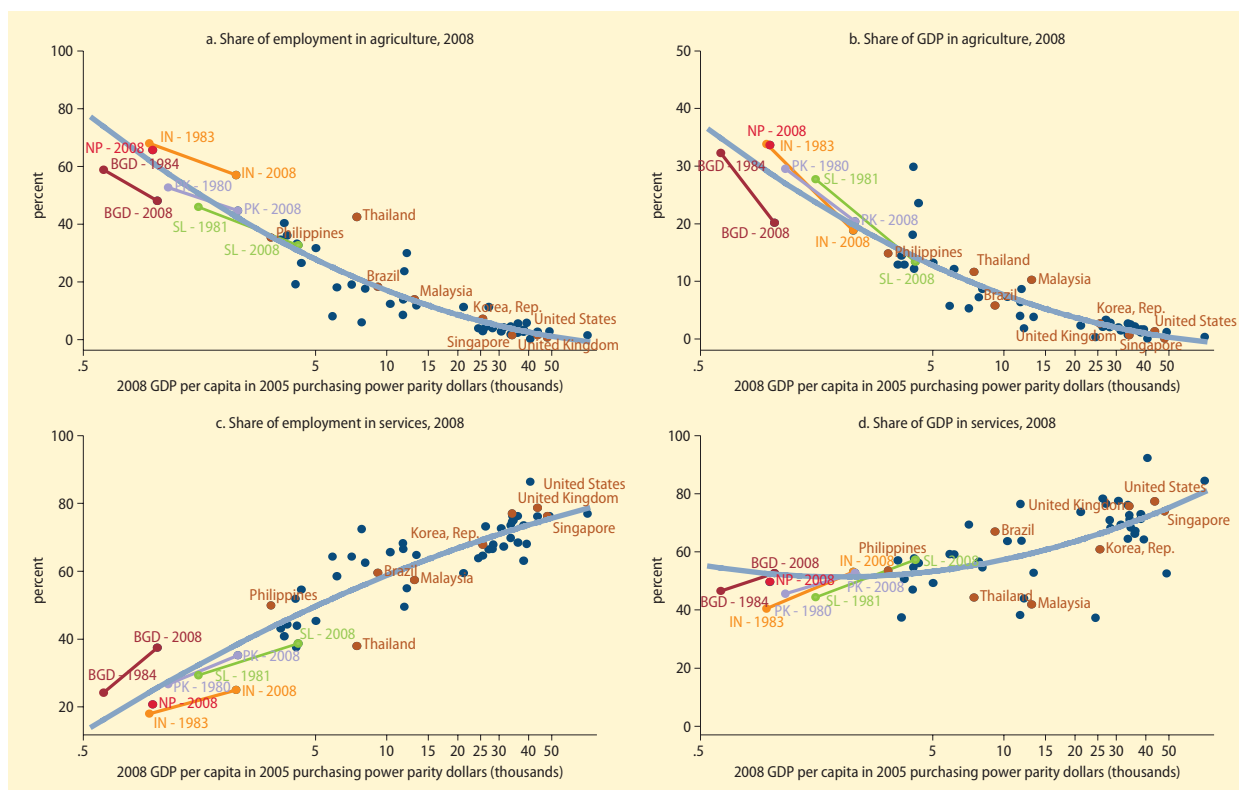 a. Share of employment in agriculture, 2008
100
80
60
40
20
0
percent
IN - 1983
NP - 2008
BGD - 1984
IN - 2008
PK - 1980
BGD - 2008
PK - 2008
SL - 1981
Thailand
Philippines
SL - 2008
Brazil
Malaysia
Korea, Rep.
United States
Singapore
United Kingdom
.5 5 10 15 20 25 30 40 50
2008 GDP per capita in 2005 purchasing power parity dollars (thousands)
b. Share of GDP in agriculture, 2008
50
40
30
20
10
0
percent
NP - 2008
IN - 1983
BGD - 1984
PK - 1980
SL - 1981
PK - 2008
BGD - 2008
IN - 2008
Philippines
Thailand
SL - 2008
Malaysia
Brazil
Korea, Rep.
United States
United Kingdom
Singapore
.5 5 10 15 20 25 30 40 50
2008 GDP per capita in 2005 purchasing power parity dollars (thousands)
c. Share of employment in services, 2008
100
80
60
40
20
percent
United States
United Kingdom
Singapore
Korea, Rep.
Brazil
Malaysia
Philippines
BGD - 2008
SL - 2008
Thailand
PK - 2008
BGD - 1984
SL - 1981
PK - 1980
IN - 2008
NP - 2008
IN - 1983
.5 5 10 15 20 25 30 40 50
2008 GDP per capita in 2005 purchasing power parity dollars (thousands)
d. Share of GDP in services, 2008
100
80
60
40
20
0
percent
United States
United Kingdom
Singapore
Brazil
Korea, Rep.
Philippines
BGD - 2008
IN - 2008
SL - 2008
NP - 2008
PK - 2008
BGD - 1984
SL - 1981
Thailand
Malaysia
PK - 1980
IN - 1983
.5 5 10 15 20 25 30 40 50
2008 GDP per capita in 2005 purchasing power parity dollars (thousands)